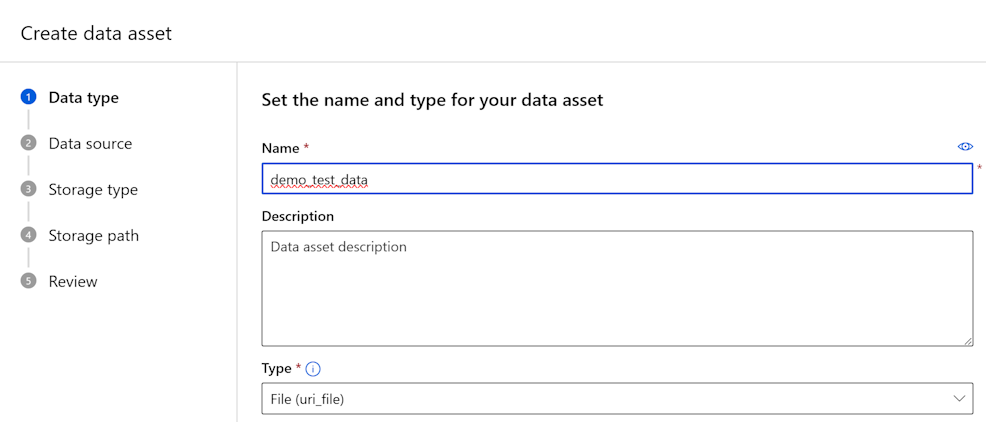 Create data asset
1 Data type
2 Data source
3 Storage type
4 Storage path
5 Review
Set the name and type for your data asset
Name *
*
demo_test_data
Description
Data asset description
Type * i
File (uri_file)